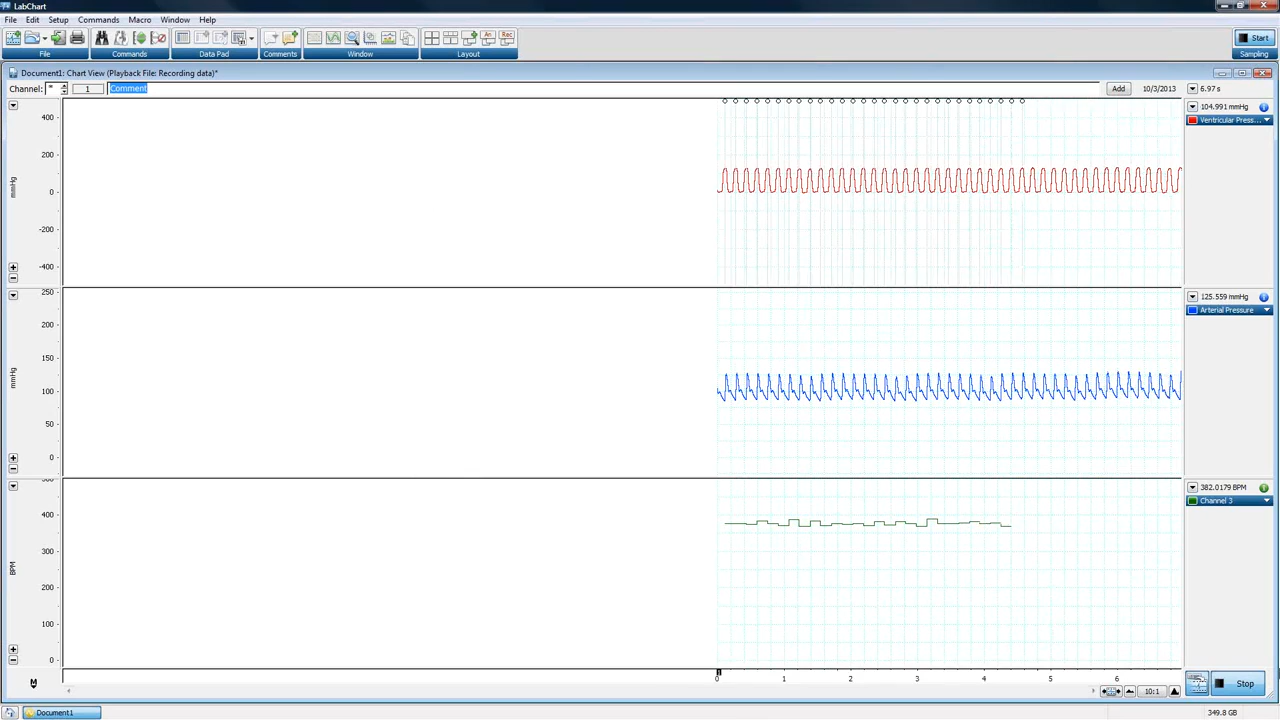 LabChart
File Edit Setup Commands Macro Window Help
File Commands Data Pad Comments Window Layout
Start
Sampling
Document1: Chart View (Playback File: Recording data)*
Channel: * 1 Comment Add 10/3/2013 6.97 s
400
200
0
-200
-400
mmHg
104.991 mmHg
Ventricular Press...
250
200
150
100
50
0
mmHg
125.559 mmHg
Arterial Pressure
500
400
300
200
100
0
BPM
382.0179 BPM
Channel 3
0 1 2 3 4 5 6
M
10:1
Stop
Document1
349.8 GB